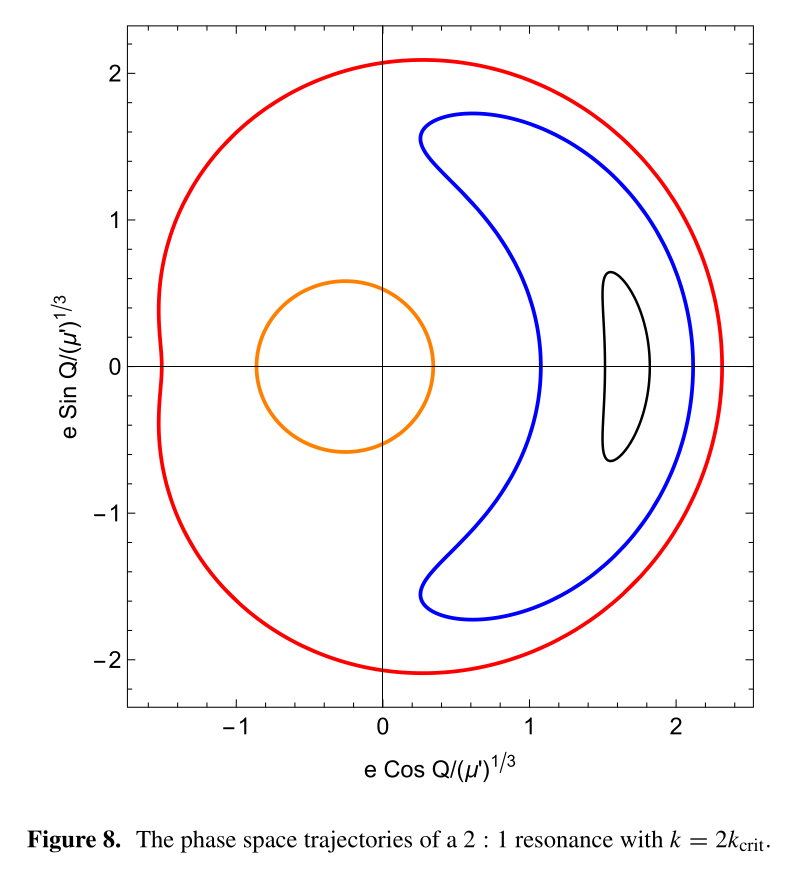 2
1
0
−1
−2
e Sin Q/(μ')^1/3
−1 0 1 2
e Cos Q/(μ')^1/3
Figure 8. The phase space trajectories of a 2 : 1 resonance with k = 2k_crit.